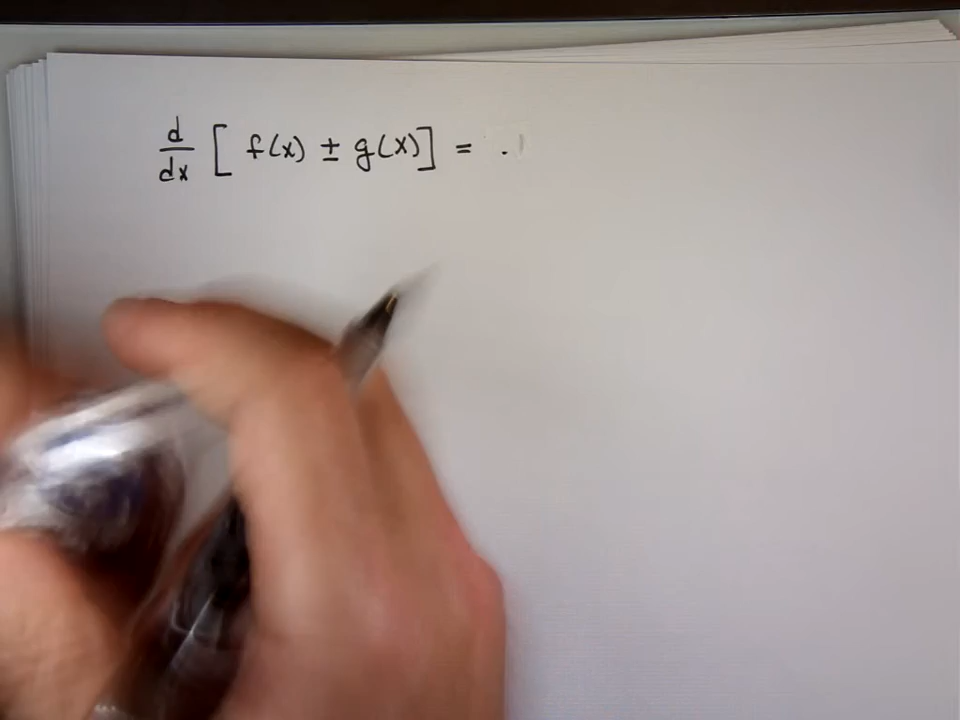 d/dx [ f(x) ± g(x)] =